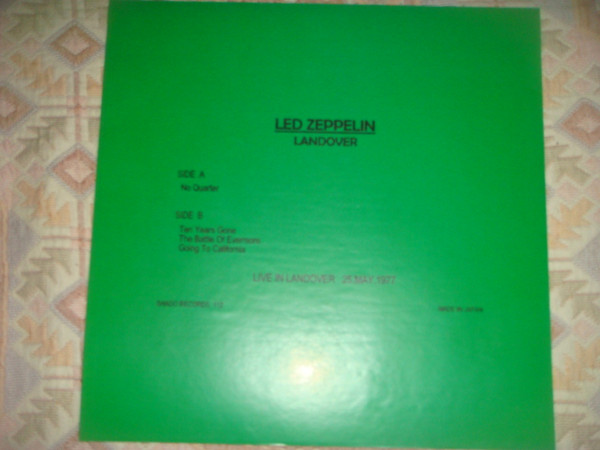 LED ZEPPELIN
LANDOVER
SIDE A
No Quarter
SIDE B
Ten Years Gone
The Battle Of Evermore
Going To California
LIVE IN LANDOVER 25 MAY 1977
RECORDS
MADE IN JAPAN